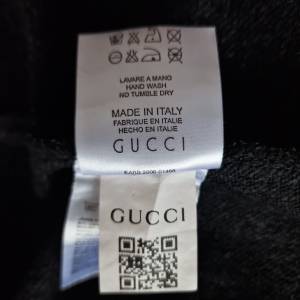 LAVARE A MANO
HAND WASH
NO TUMBLE DRY
MADE IN ITALY
FABRIQUE EN ITALIE
HECHO EN ITALIE
GUCCI
GUCCI